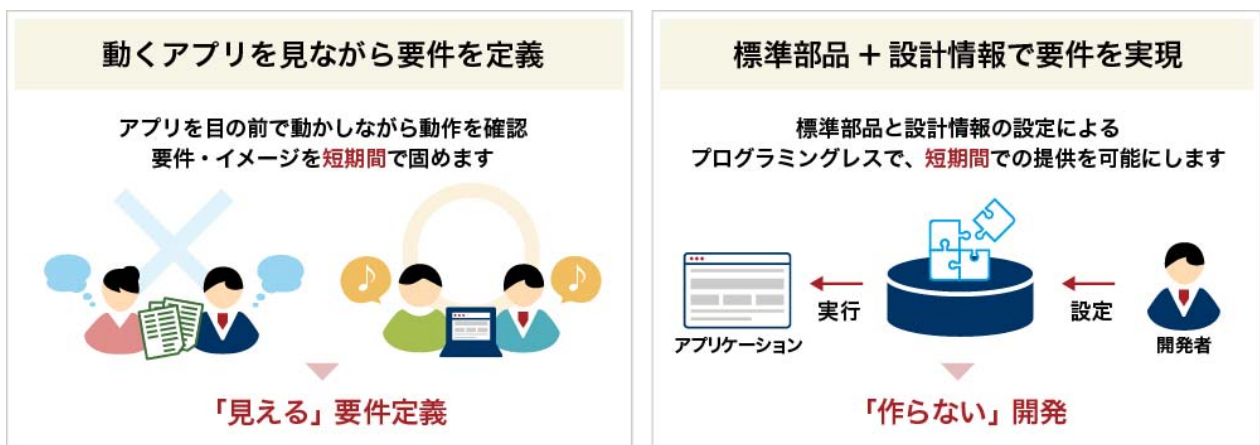 動くアプリを見ながら要件を定義
アプリを目の前で動かしながら動作を確認
要件・イメージを短期間で固めます
「見える」要件定義
標準部品 + 設計情報で要件を実現
標準部品と設計情報の設定による
プログラミングレスで、短期間での提供を可能にします
実行
設定
アプリケーション
開発者
「作らない」開発